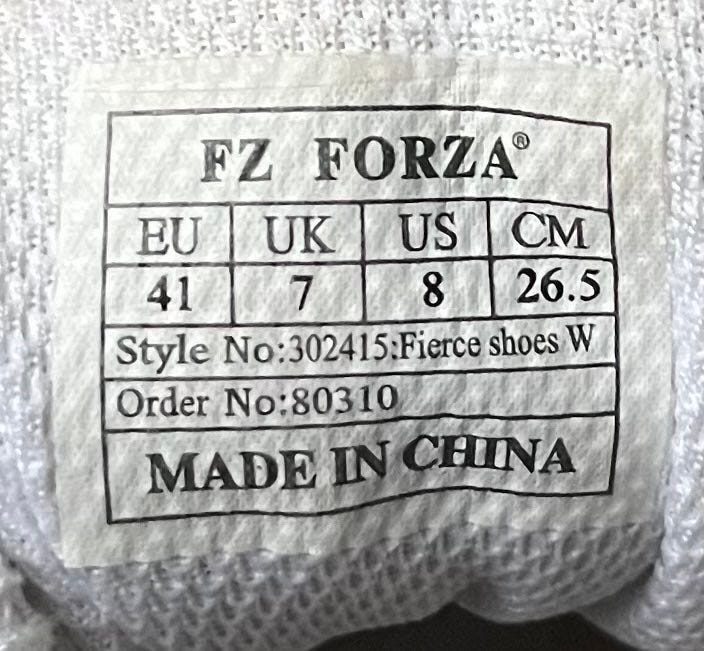 FZ FORZA®
EU UK US CM
41 7 8 26.5
Style No:302415:Fierce shoes W
Order No:80310
MADE IN CHINA